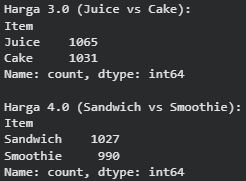 Harga 3.0 (Juice vs Cake):
Item
Juice    1065
Cake     1031
Name: count, dtype: int64

Harga 4.0 (Sandwich vs Smoothie):
Item
Sandwich    1027
Smoothie     990
Name: count, dtype: int64